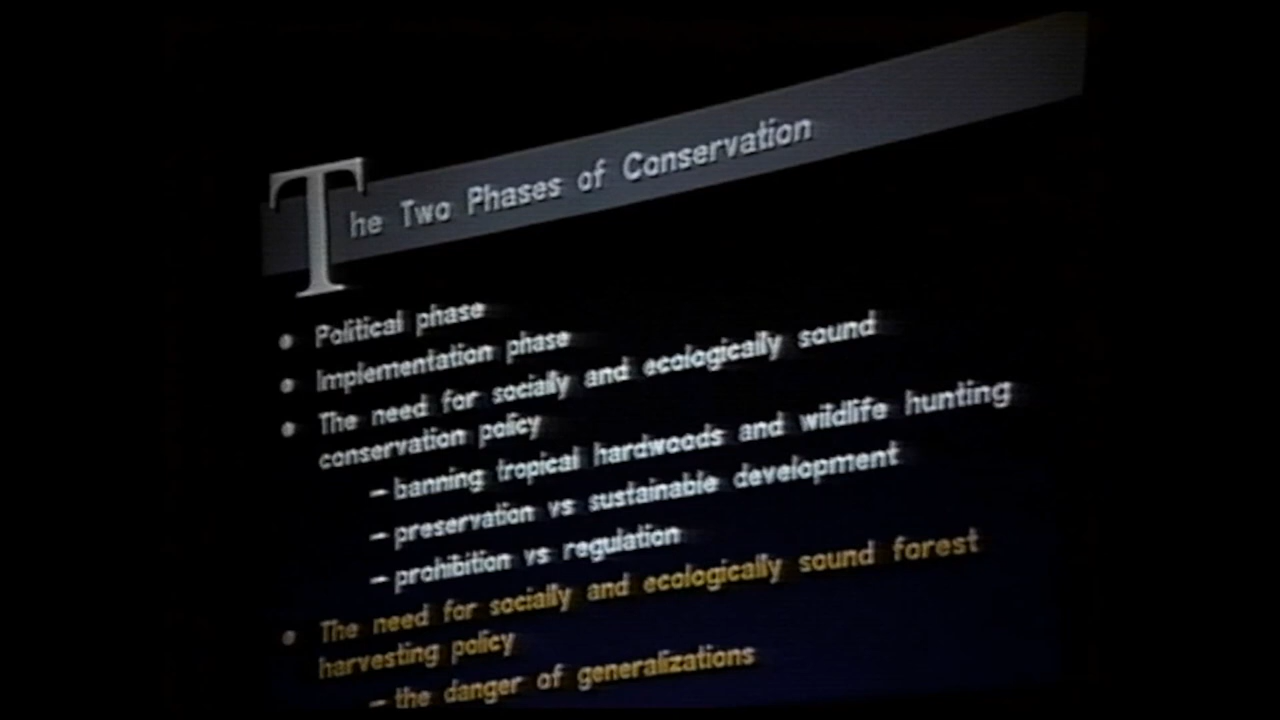 The Two Phases of Conservation
• Political phase
• Implementation phase
• The need for socially and ecologically sound
conservation policy
– banning tropical hardwoods and wildlife hunting
– preservation vs sustainable development
– prohibition vs regulation
• The need for socially and ecologically sound forest
harvesting policy
– the danger of generalizations